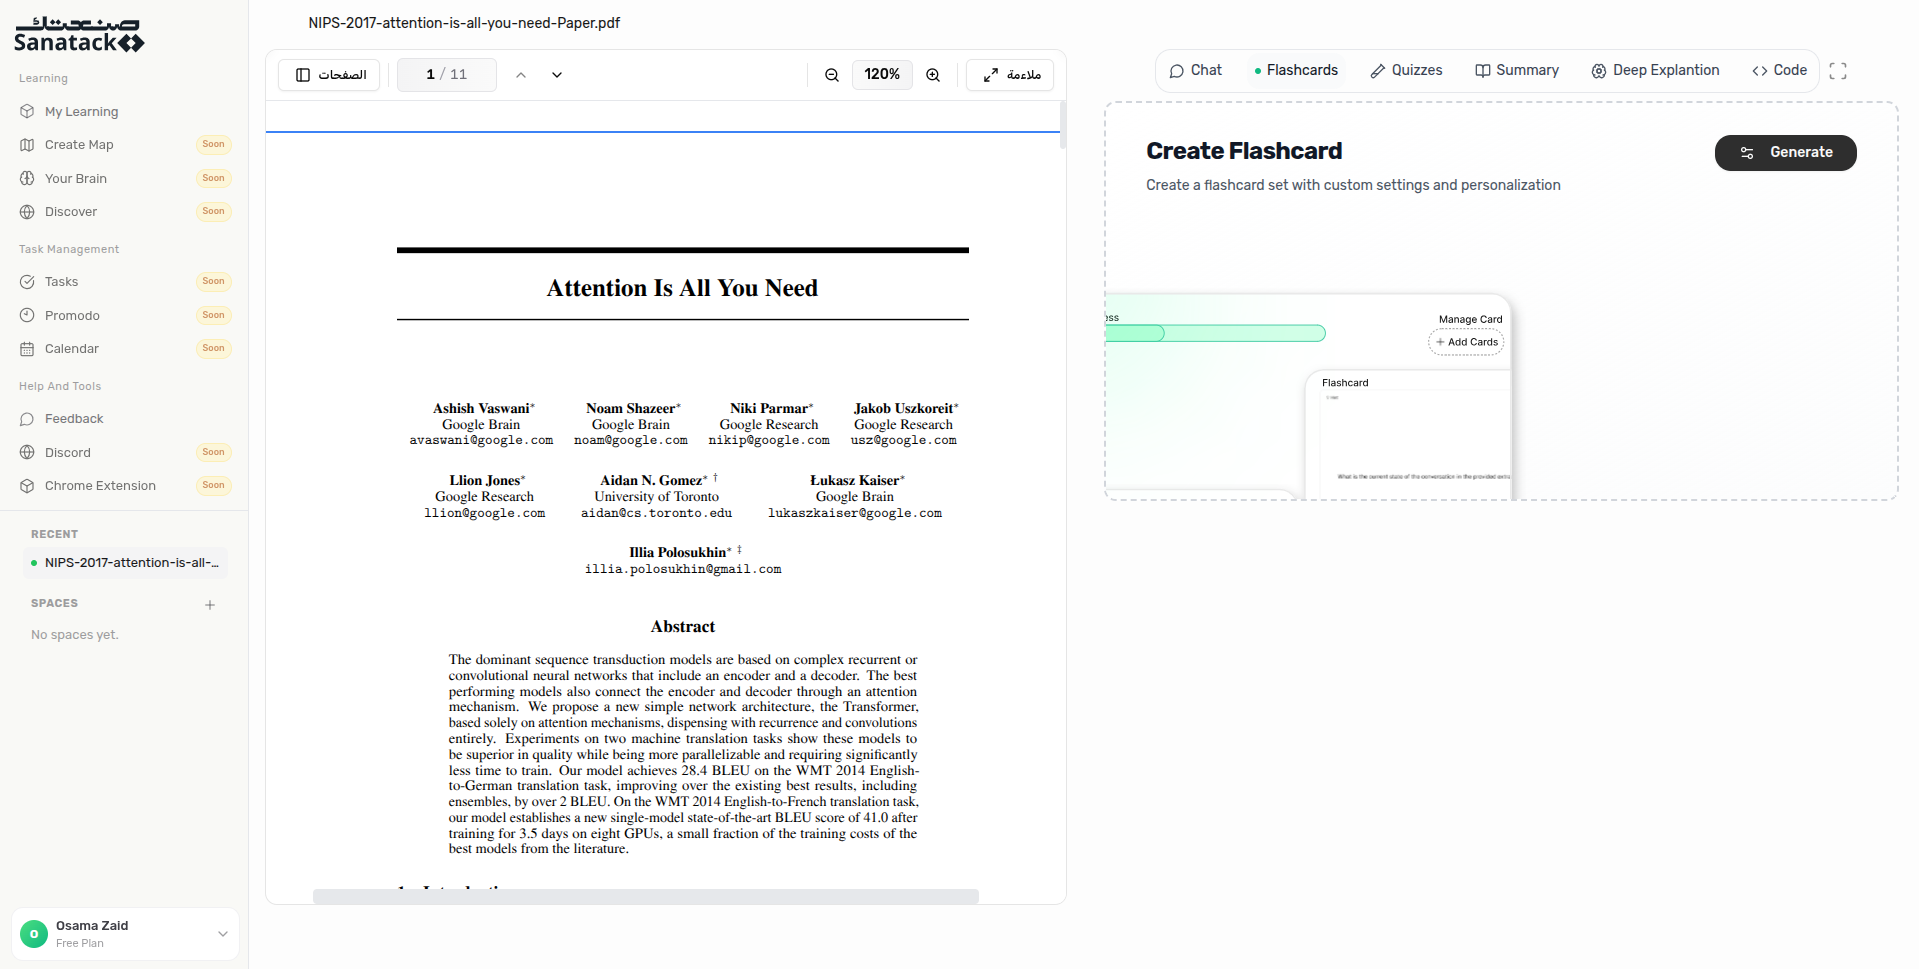 صنعتك
Sanatack
Learning
My Learning
Create Map Soon
Your Brain Soon
Discover Soon
Task Management
Tasks Soon
Promodo Soon
Calendar Soon
Help And Tools
Feedback
Discord Soon
Chrome Extension Soon
RECENT
NIPS-2017-attention-is-all-...
SPACES +
No spaces yet.
O
Osama Zaid
Free Plan
NIPS-2017-attention-is-all-you-need-Paper.pdf
الصفحات
1 / 11
120%
ملاءمة
Attention Is All You Need
Ashish Vaswani* Noam Shazeer* Niki Parmar* Jakob Uszkoreit*
Google Brain Google Brain Google Research Google Research
avaswani@google.com noam@google.com nikip@google.com usz@google.com
Llion Jones* Aidan N. Gomez* † Łukasz Kaiser*
Google Research University of Toronto Google Brain
llion@google.com aidan@cs.toronto.edu lukaszkaiser@google.com
Illia Polosukhin* ‡
illia.polosukhin@gmail.com
Abstract
The dominant sequence transduction models are based on complex recurrent or
convolutional neural networks that include an encoder and a decoder. The best
performing models also connect the encoder and decoder through an attention
mechanism. We propose a new simple network architecture, the Transformer,
based solely on attention mechanisms, dispensing with recurrence and convolutions
entirely. Experiments on two machine translation tasks show these models to
be superior in quality while being more parallelizable and requiring significantly
less time to train. Our model achieves 28.4 BLEU on the WMT 2014 English-
to-German translation task, improving over the existing best results, including
ensembles, by over 2 BLEU. On the WMT 2014 English-to-French translation task,
our model establishes a new single-model state-of-the-art BLEU score of 41.0 after
training for 3.5 days on eight GPUs, a small fraction of the training costs of the
best models from the literature.
1 Introduction
Chat
Flashcards
Quizzes
Summary
Deep Explantion
Code
Create Flashcard
Generate
Create a flashcard set with custom settings and personalization
ess
Manage Card
+ Add Cards
Flashcard
What is the current state of the conversation in the provided